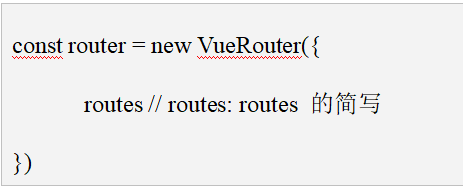 const router = new VueRouter({
routes // routes: routes 的简写
})